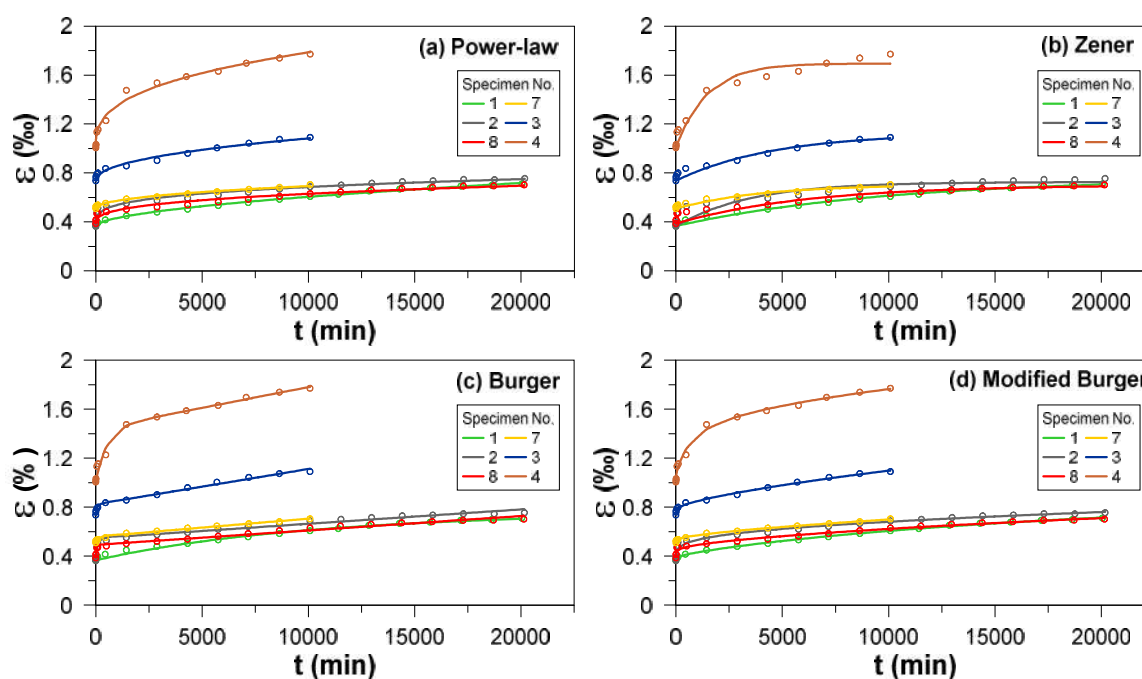 2
(a) Power-law
1.6
Specimen No.
1 7
2 3
8 4
ε (‰)
1.2
0.8
0.4
0
0 5000 10000 15000 20000
t (min)
2
(b) Zener
1.6
Specimen No.
1 7
2 3
8 4
ε (‰)
1.2
0.8
0.4
0
0 5000 10000 15000 20000
t (min)
2
(c) Burger
1.6
Specimen No.
1 7
2 3
8 4
ε (% )
1.2
0.8
0.4
0
0 5000 10000 15000 20000
t (min)
2
(d) Modified Burger
1.6
Specimen No.
1 7
2 3
8 4
ε (‰)
1.2
0.8
0.4
0
0 5000 10000 15000 20000
t (min)